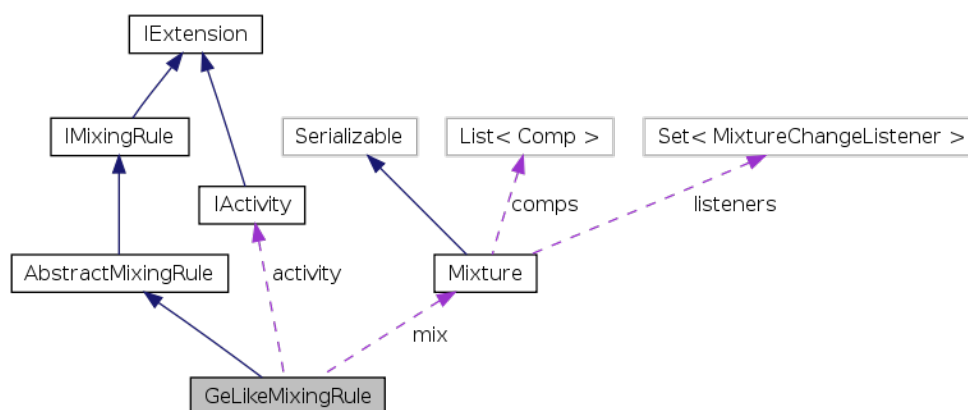 IExtension
IMixingRule
Serializable
List< Comp >
Set< MixtureChangeListener >
IActivity
comps
listeners
AbstractMixingRule
activity
Mixture
mix
GeLikeMixingRule